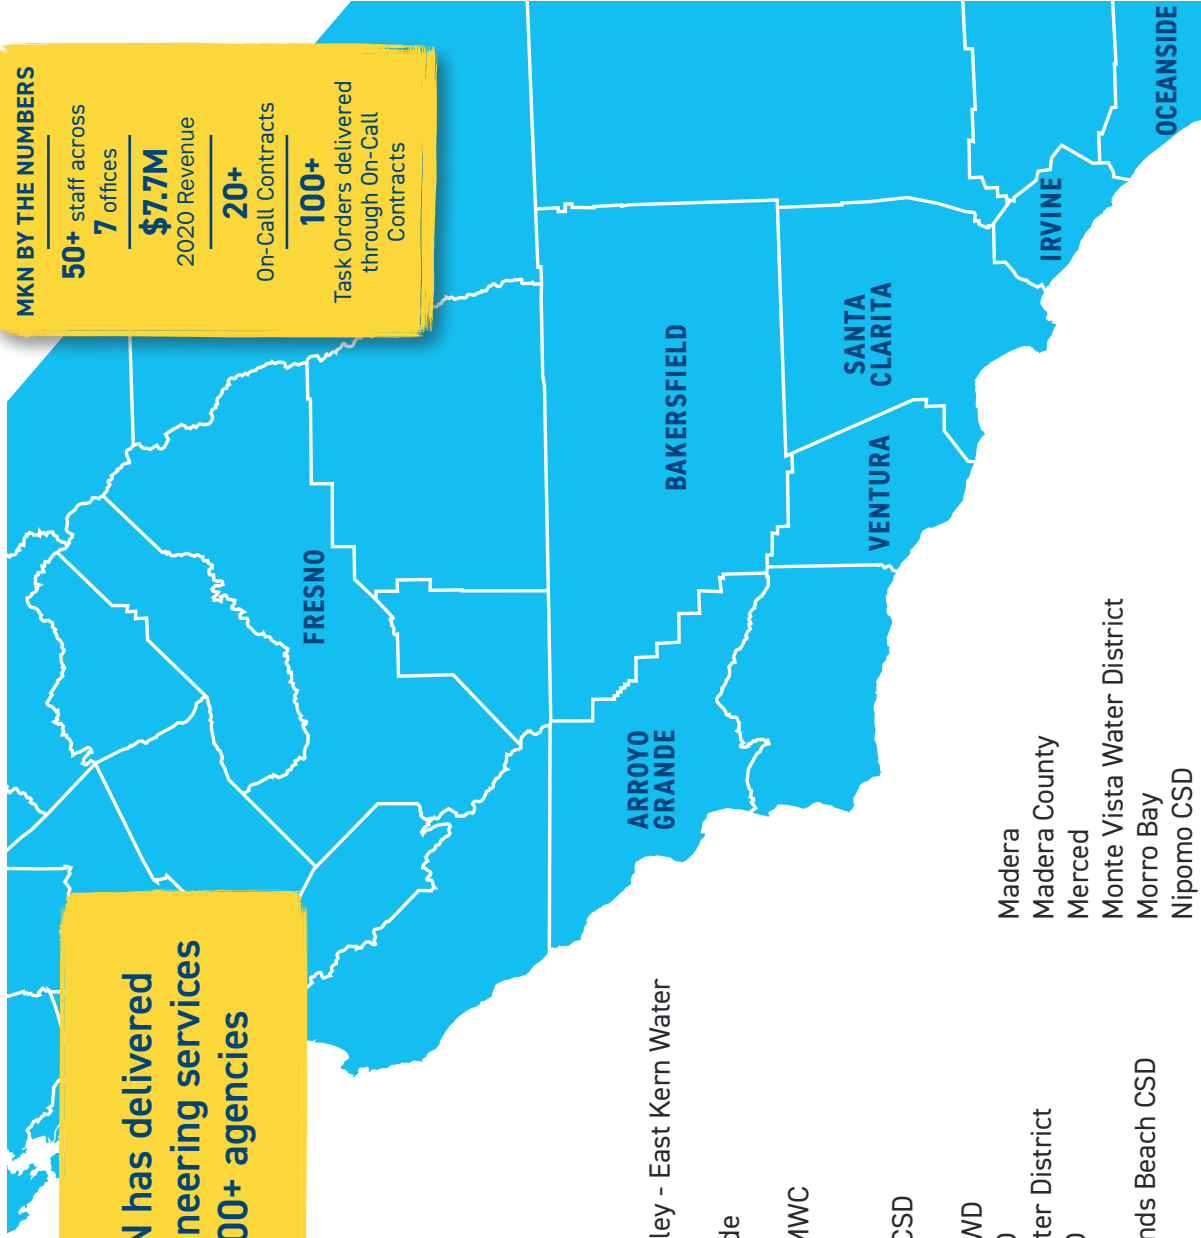 MKN BY THE NUMBERS
50+ staff across
7 offices
$7.7M
2020 Revenue
20+
On-Call Contracts
100+
Task Orders delivered
through On-Call
Contracts
N has delivered
neering services
00+ agencies
FRESNO
BAKERSFIELD
ARROYO
GRANDE
SANTA
CLARITA
VENTURA
IRVINE
OCEANSIDE
ley - East Kern Water
de
MWC
CSD
WD
ter District
nds Beach CSD
Madera
Madera County
Merced
Monte Vista Water District
Morro Bay
Nipomo CSD